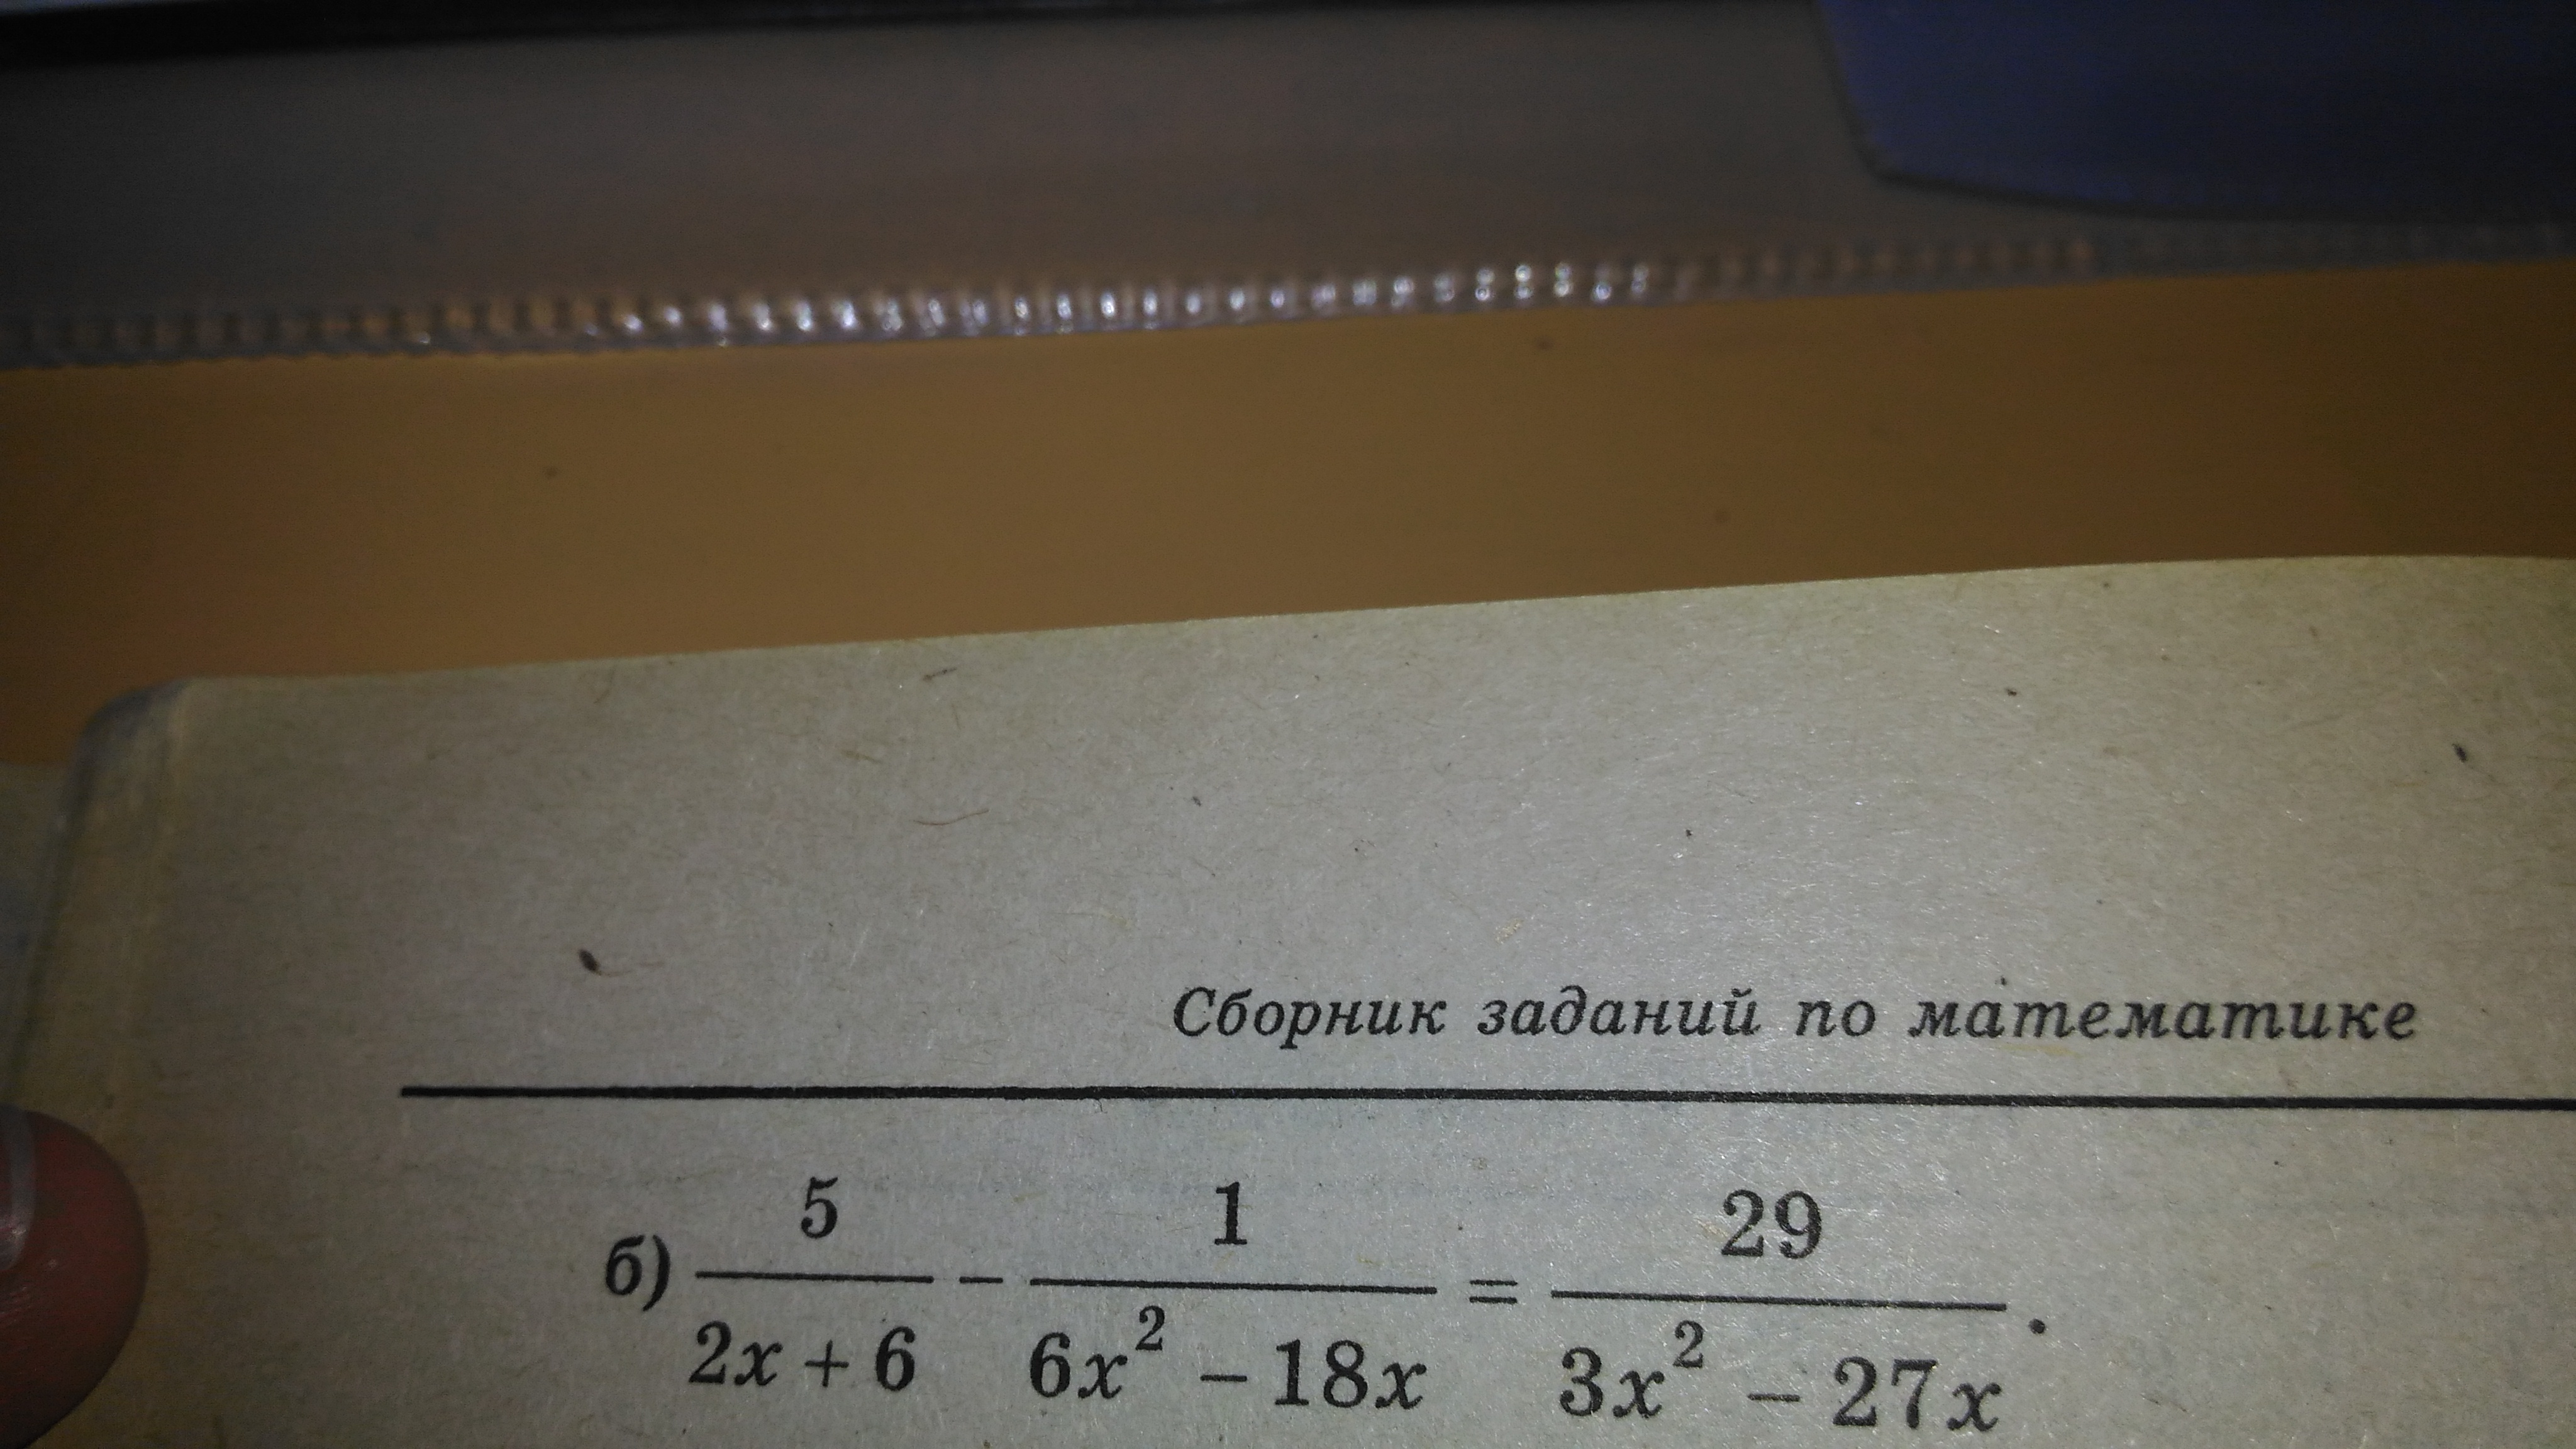 Сборник заданий по математике
б) 5/(2x + 6) − 1/(6x² − 18x) = 29/(3x² − 27x).